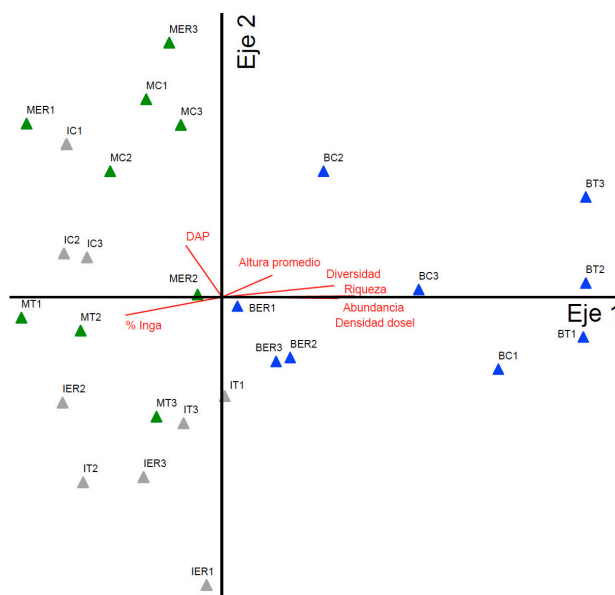 MER3
Eje 2
MC1
MER1
MC3
IC1
MC2
BC2
BT3
DAP
IC2
IC3
Altura promedio
Diversidad
MER2
Riqueza
BC3
BT2
MT1
BER1
Abundancia
Eje 1
% Inga
MT2
Densidad dosel
BT1
BER3
BER2
BC1
IER2
IT1
MT3
IT3
IT2
IER3
IER1